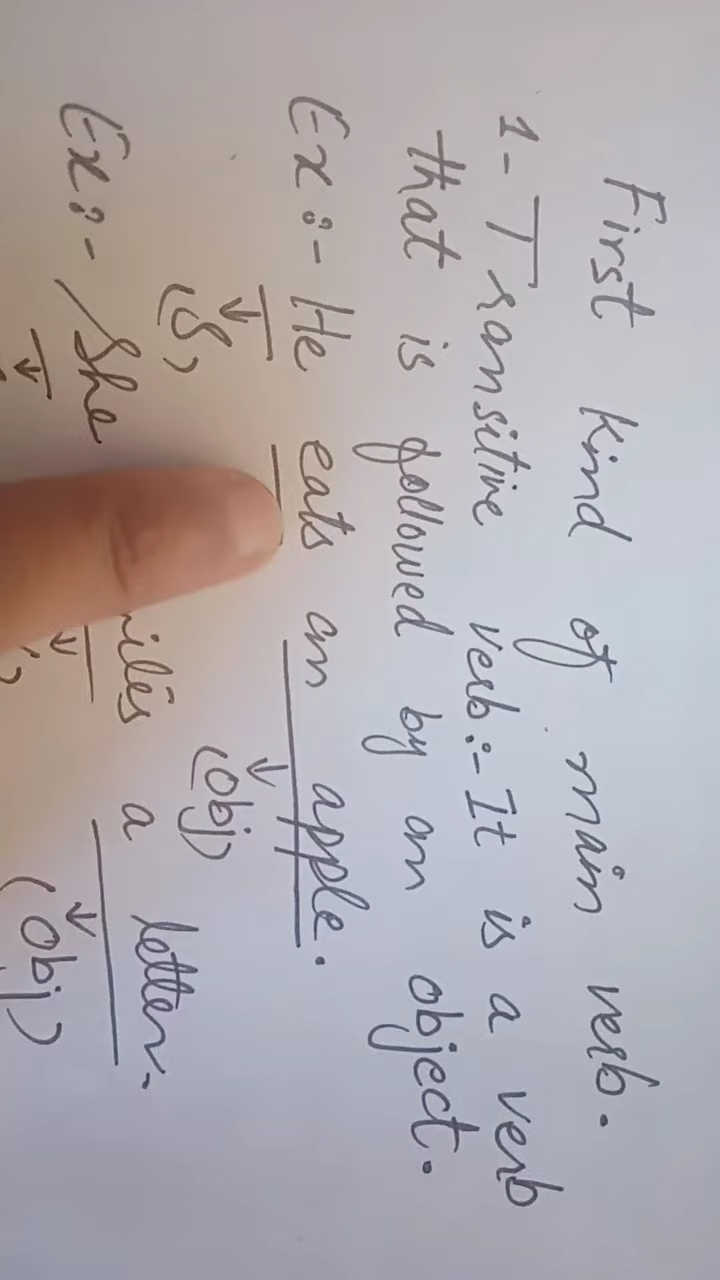 First kind of main verb.
1- Transitive verb:- It is a verb
that is followed by an object.
Ex:- He eats an apple.
(S) (Obj)
Ex:- She a letter.
(Obj)